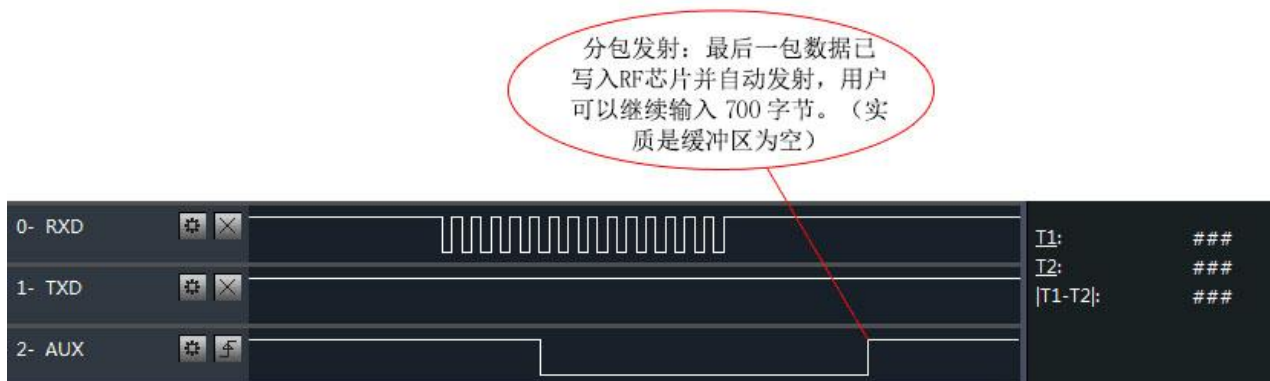 分包发射：最后一包数据已
写入RF芯片并自动发射，用户
可以继续输入 700 字节。（实
质是缓冲区为空）
0- RXD
T1: ###
1- TXD
T2: ###
|T1-T2|: ###
2- AUX